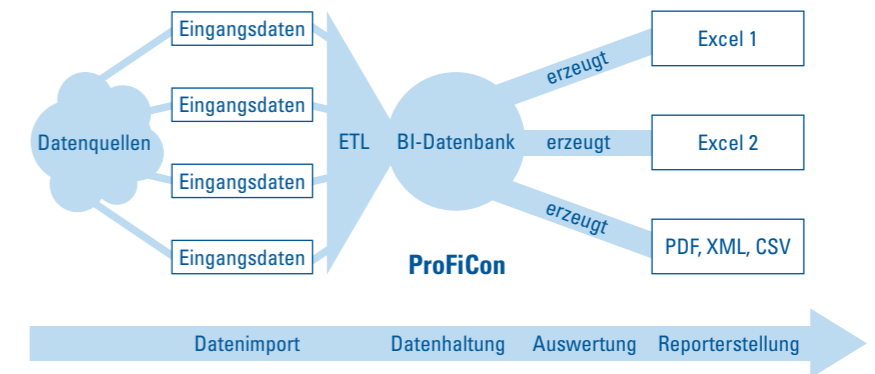 Eingangsdaten
Excel 1
erzeugt
Eingangsdaten
Datenquellen
ETL
BI-Datenbank
erzeugt
Excel 2
Eingangsdaten
erzeugt
Eingangsdaten
ProFiCon
PDF, XML, CSV
Datenimport
Datenhaltung
Auswertung
Reporterstellung